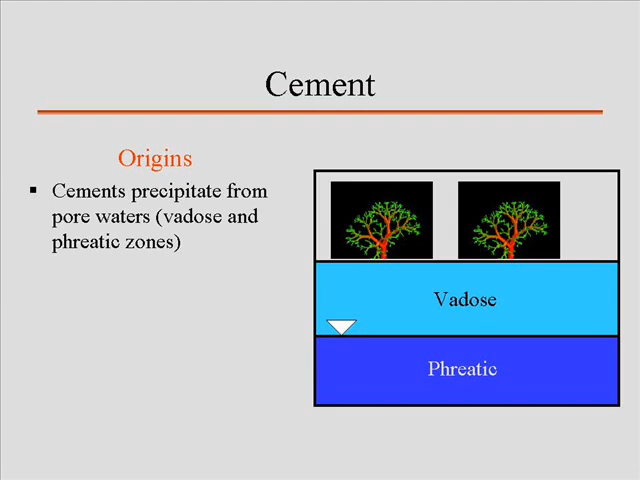 Cement
Origins
▪ Cements precipitate from
pore waters (vadose and
phreatic zones)
Vadose
Phreatic